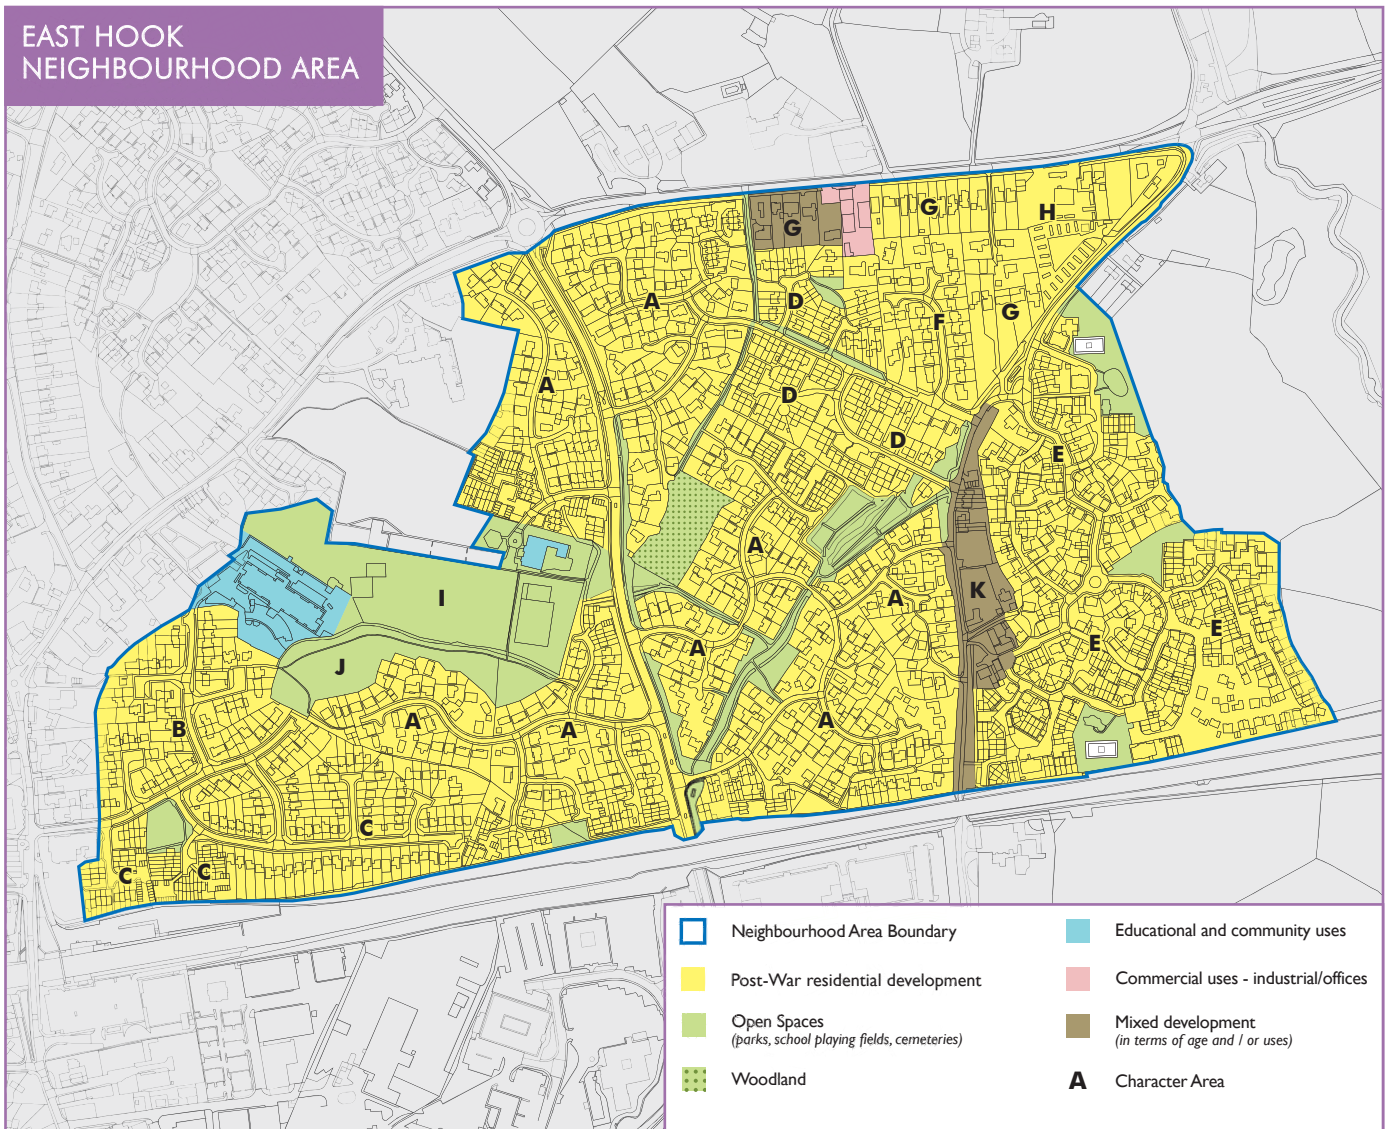 EAST HOOK
NEIGHBOURHOOD AREA
G
H
G
A
D
G
F
A
D
D
E
A
I
A
K
A
E
E
J
B
A
A
A
C
C
C
Neighbourhood Area Boundary
Post-War residential development
Open Spaces
(parks, school playing fields, cemeteries)
Woodland
Educational and community uses
Commercial uses - industrial/offices
Mixed development
(in terms of age and / or uses)
A Character Area